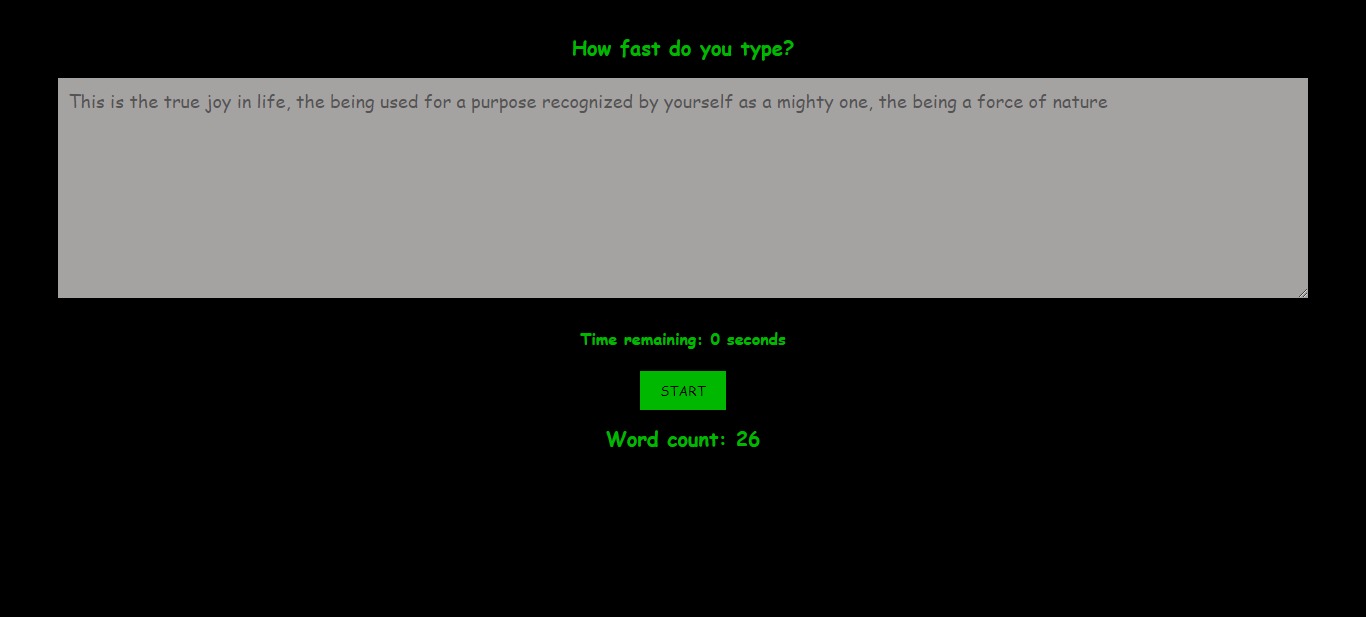 How fast do you type?
This is the true joy in life, the being used for a purpose recognized by yourself as a mighty one, the being a force of nature
Time remaining: 0 seconds
START
Word count: 26